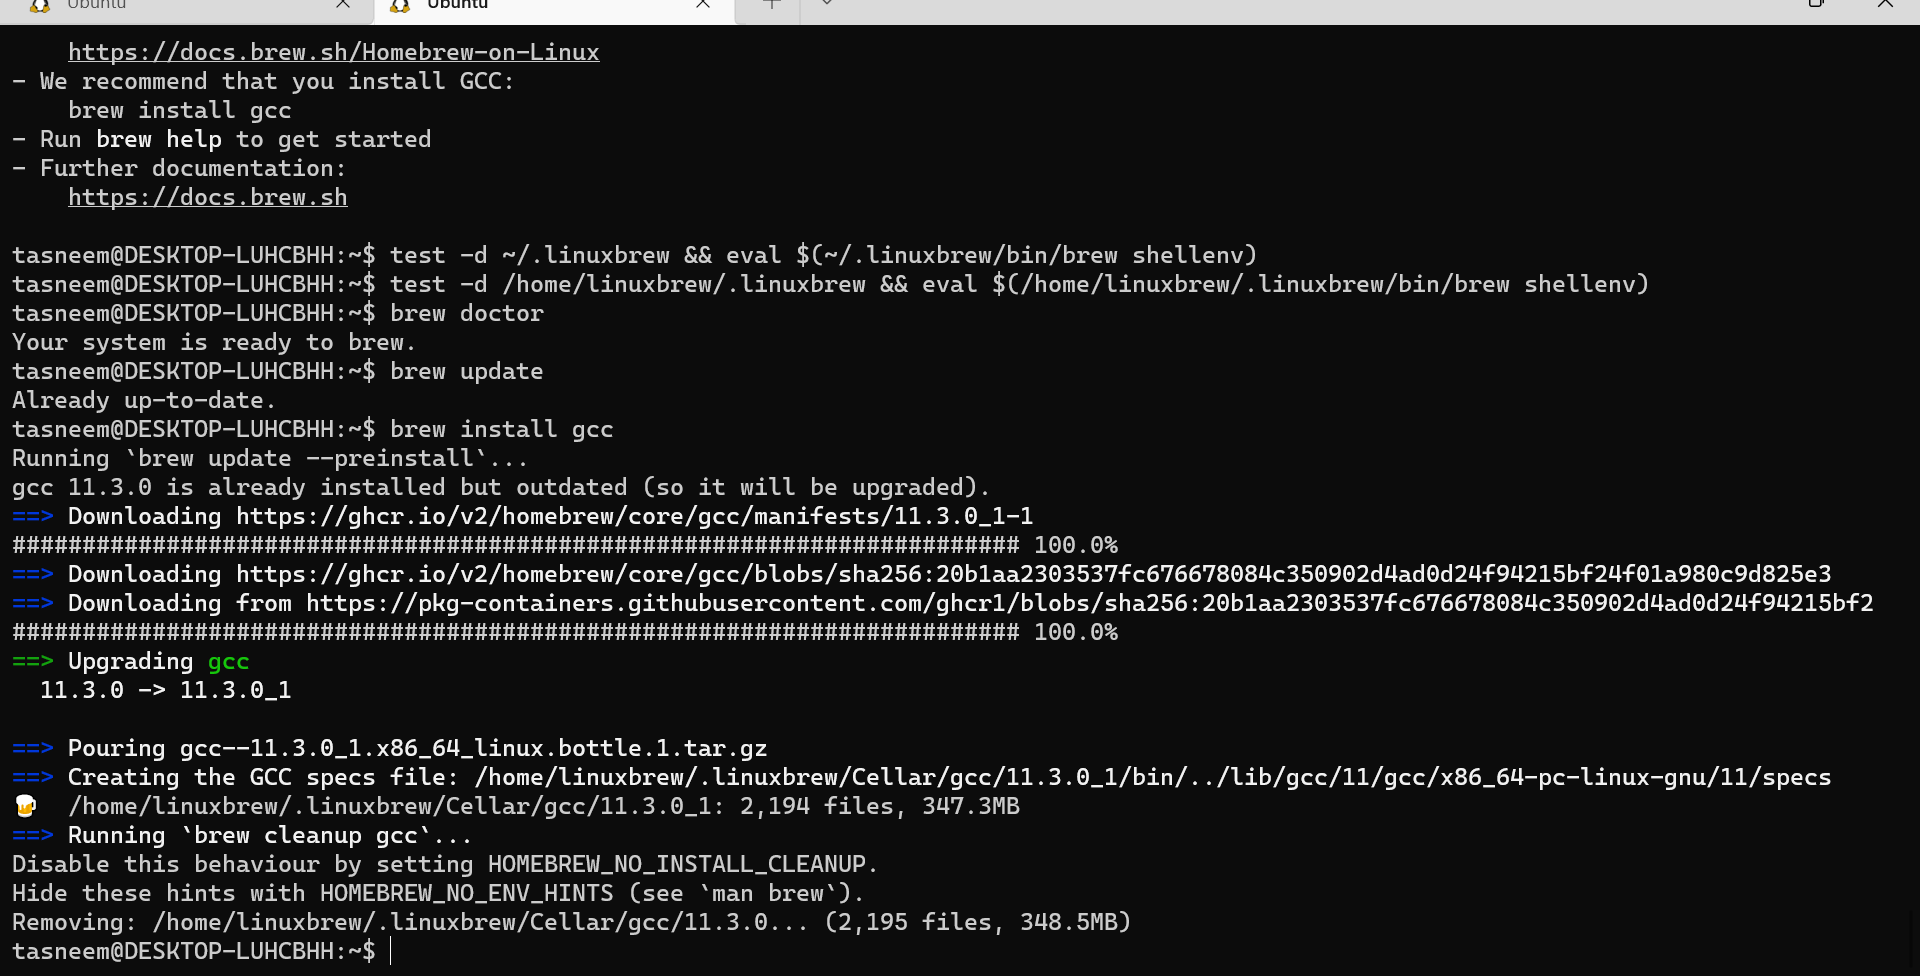 Ubuntu
Ubuntu
https://docs.brew.sh/Homebrew-on-Linux
- We recommend that you install GCC:
brew install gcc
- Run brew help to get started
- Further documentation:
https://docs.brew.sh
tasneem@DESKTOP-LUHCBHH:~$ test -d ~/.linuxbrew && eval $(~/.linuxbrew/bin/brew shellenv)
tasneem@DESKTOP-LUHCBHH:~$ test -d /home/linuxbrew/.linuxbrew && eval $(/home/linuxbrew/.linuxbrew/bin/brew shellenv)
tasneem@DESKTOP-LUHCBHH:~$ brew doctor
Your system is ready to brew.
tasneem@DESKTOP-LUHCBHH:~$ brew update
Already up-to-date.
tasneem@DESKTOP-LUHCBHH:~$ brew install gcc
Running `brew update --preinstall`...
gcc 11.3.0 is already installed but outdated (so it will be upgraded).
==> Downloading https://ghcr.io/v2/homebrew/core/gcc/manifests/11.3.0_1-1
######################################################################## 100.0%
==> Downloading https://ghcr.io/v2/homebrew/core/gcc/blobs/sha256:20b1aa2303537fc676678084c350902d4ad0d24f94215bf24f01a980c9d825e3
==> Downloading from https://pkg-containers.githubusercontent.com/ghcr1/blobs/sha256:20b1aa2303537fc676678084c350902d4ad0d24f94215bf2
######################################################################## 100.0%
==> Upgrading gcc
11.3.0 -> 11.3.0_1
==> Pouring gcc--11.3.0_1.x86_64_linux.bottle.1.tar.gz
==> Creating the GCC specs file: /home/linuxbrew/.linuxbrew/Cellar/gcc/11.3.0_1/bin/../lib/gcc/11/gcc/x86_64-pc-linux-gnu/11/specs
🍺 /home/linuxbrew/.linuxbrew/Cellar/gcc/11.3.0_1: 2,194 files, 347.3MB
==> Running `brew cleanup gcc`...
Disable this behaviour by setting HOMEBREW_NO_INSTALL_CLEANUP.
Hide these hints with HOMEBREW_NO_ENV_HINTS (see `man brew`).
Removing: /home/linuxbrew/.linuxbrew/Cellar/gcc/11.3.0... (2,195 files, 348.5MB)
tasneem@DESKTOP-LUHCBHH:~$